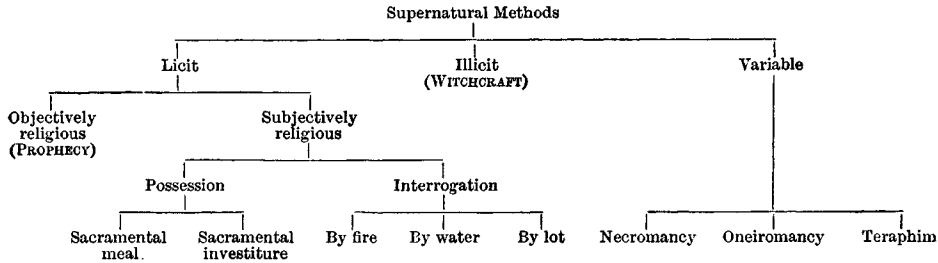 Supernatural Methods
Licit Illicit Variable
(WITCHCRAFT)
Objectively Subjectively
religious religious
(PROPHECY)
Possession Interrogation
Sacramental Sacramental By fire By water By lot Necromancy Oneiromancy Teraphim
meal. investiture